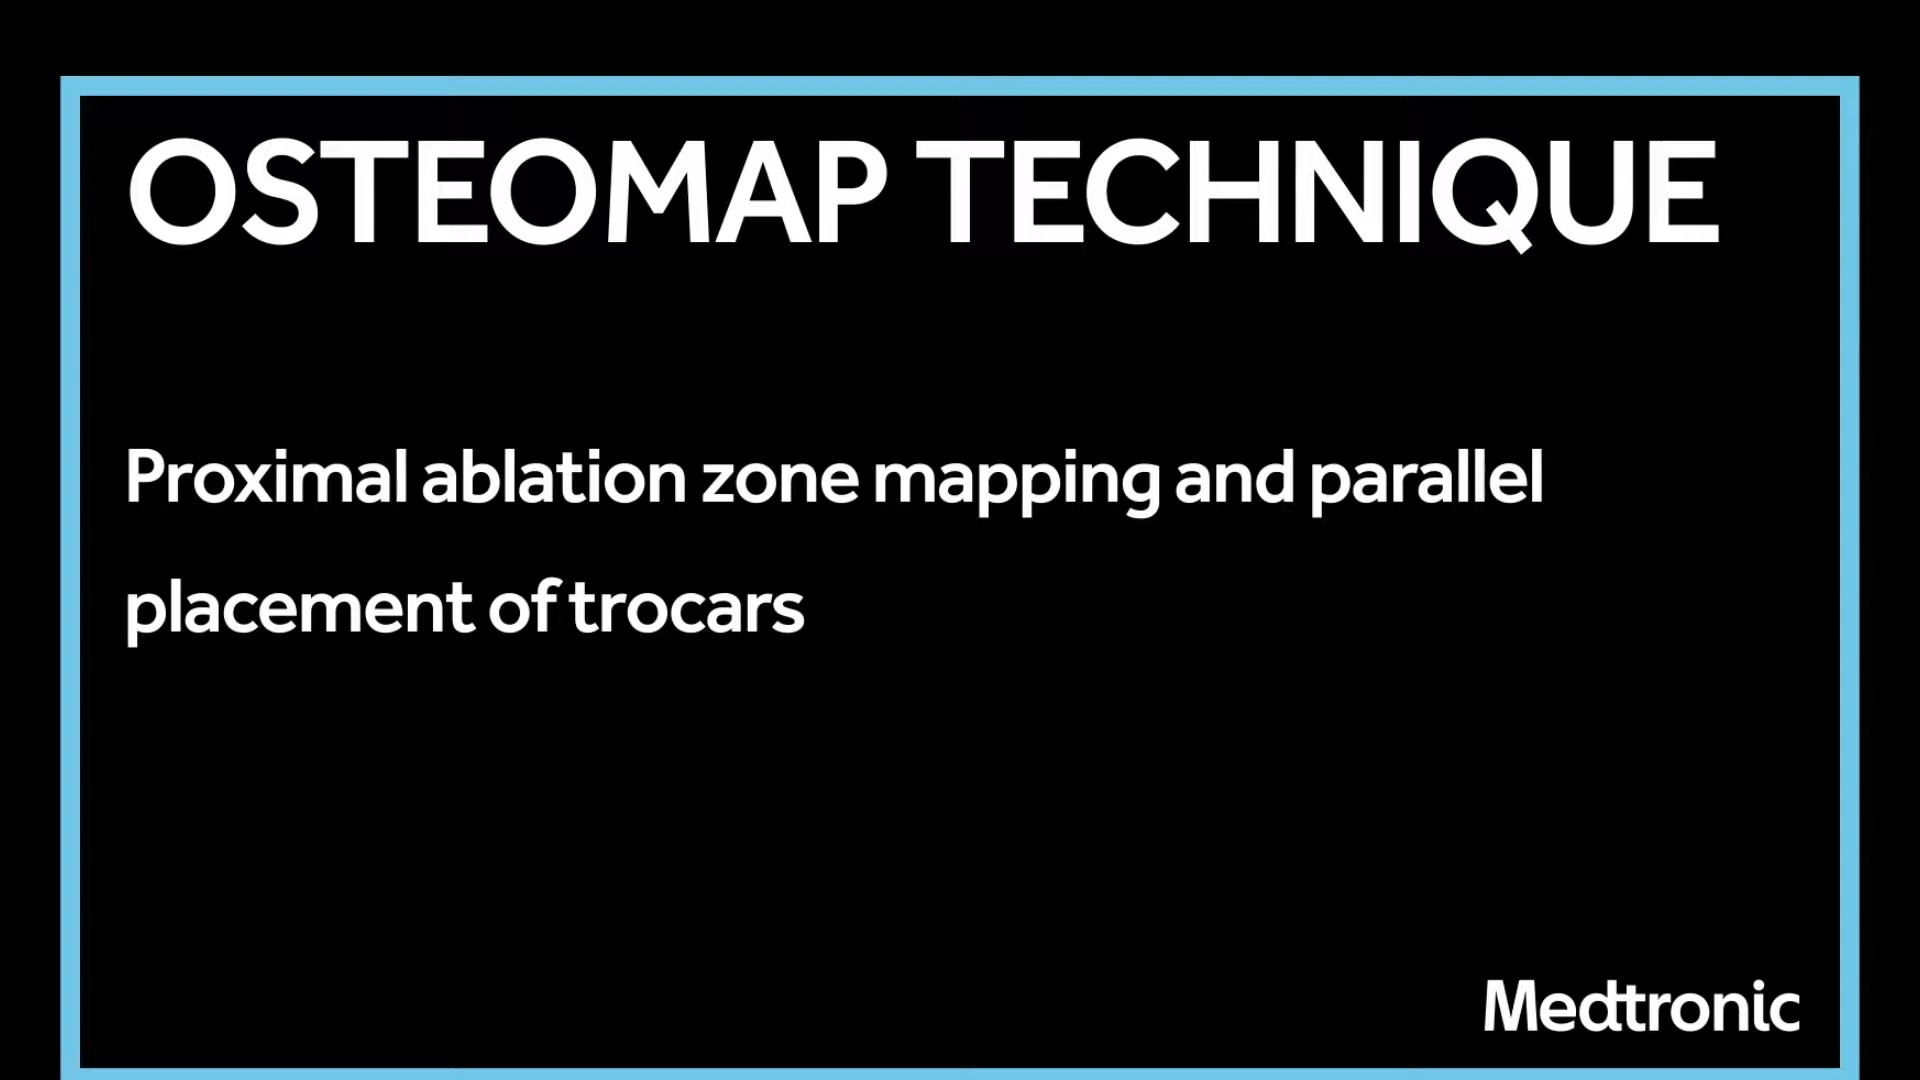 OSTEOMAP TECHNIQUE
Proximal ablation zone mapping and parallel
placement of trocars
Medtronic